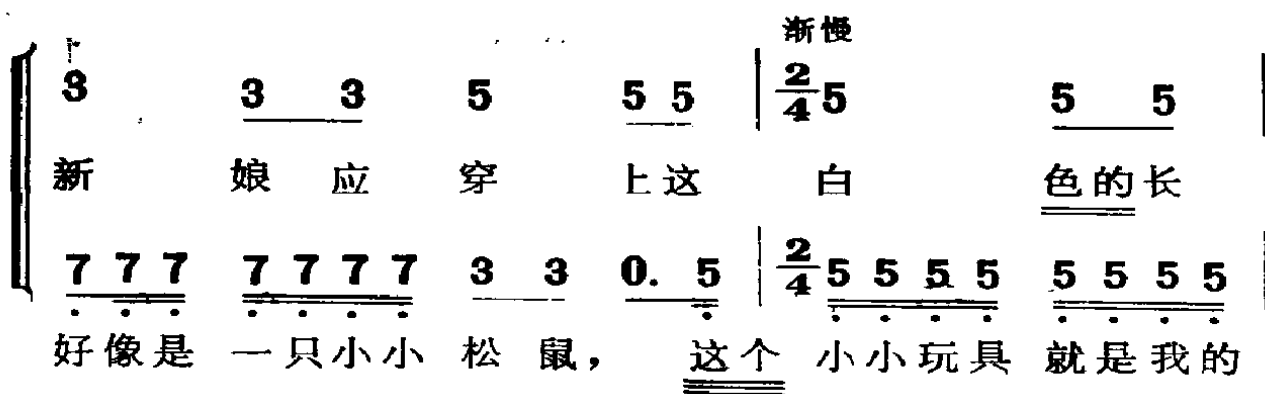 渐慢
3 3 3 5 5 5 | 2/4 5 5 5 |
新 娘 应 穿 上 这 白 色 的 长
7 7 7 7 7 7 7 3 3 0. 5 | 2/4 5 5 5 5 5 5 5 5 |
好像是 一只小小 松 鼠， 这个 小小玩具 就是我的